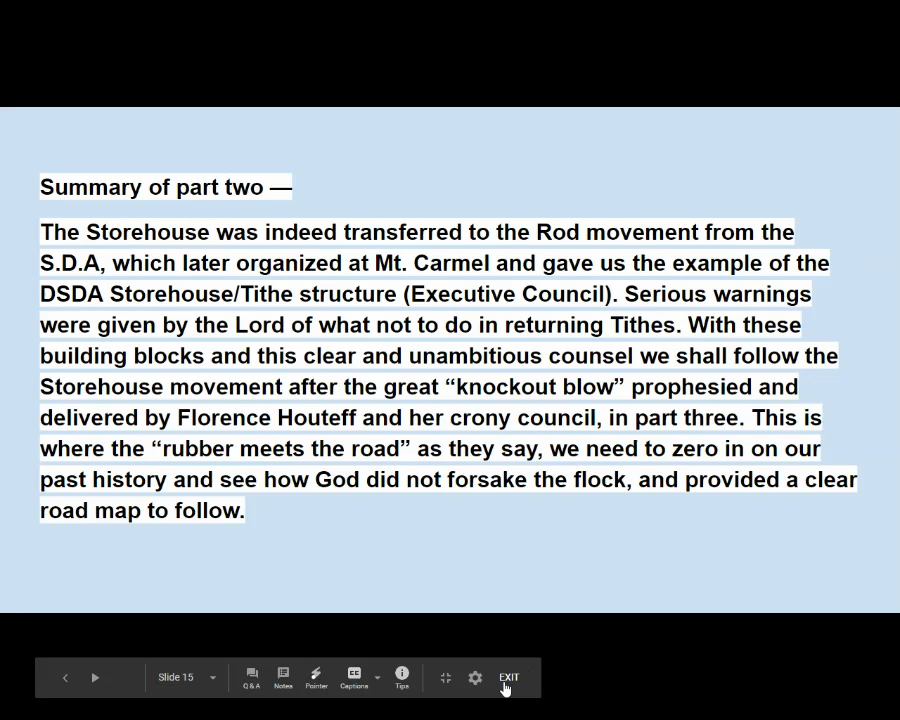 Summary of part two —
The Storehouse was indeed transferred to the Rod movement from the
S.D.A, which later organized at Mt. Carmel and gave us the example of the
DSDA Storehouse/Tithe structure (Executive Council). Serious warnings
were given by the Lord of what not to do in returning Tithes. With these
building blocks and this clear and unambitious counsel we shall follow the
Storehouse movement after the great “knockout blow” prophesied and
delivered by Florence Houteff and her crony council, in part three. This is
where the “rubber meets the road” as they say, we need to zero in on our
past history and see how God did not forsake the flock, and provided a clear
road map to follow.
Slide 15
Q & A
Notes
Pointer
CC
Captions
Tips
EXIT